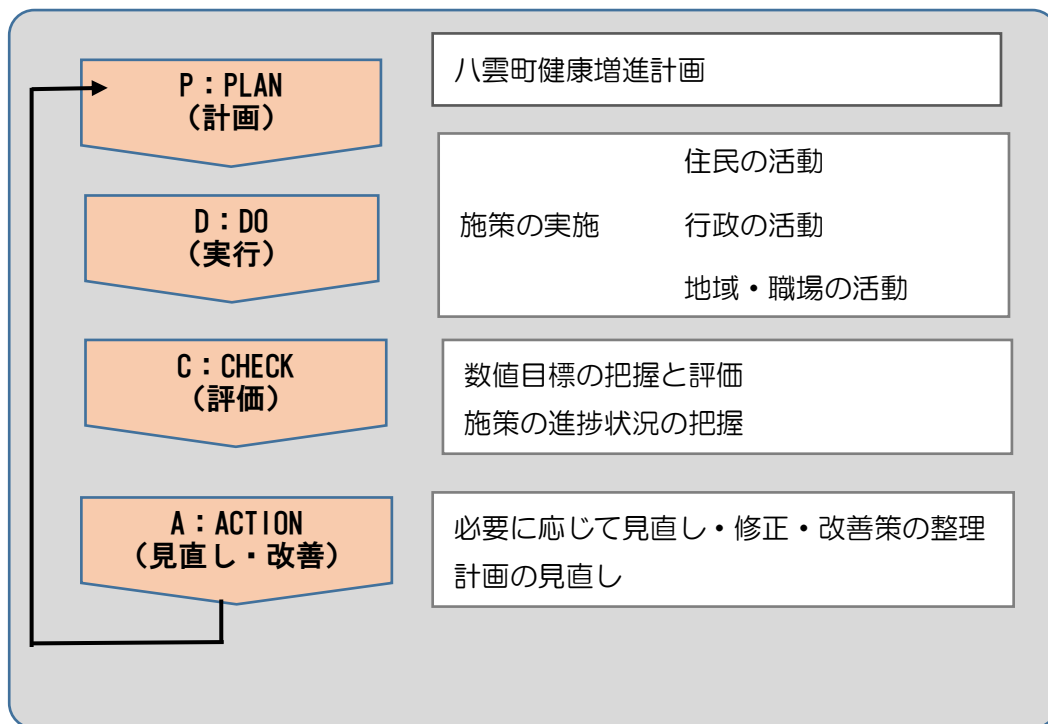 P：PLAN
（計画）
八雲町健康増進計画
D：DO
（実行）
施策の実施
住民の活動
行政の活動
地域・職場の活動
C：CHECK
（評価）
数値目標の把握と評価
施策の進捗状況の把握
A：ACTION
（見直し・改善）
必要に応じて見直し・修正・改善策の整理
計画の見直し